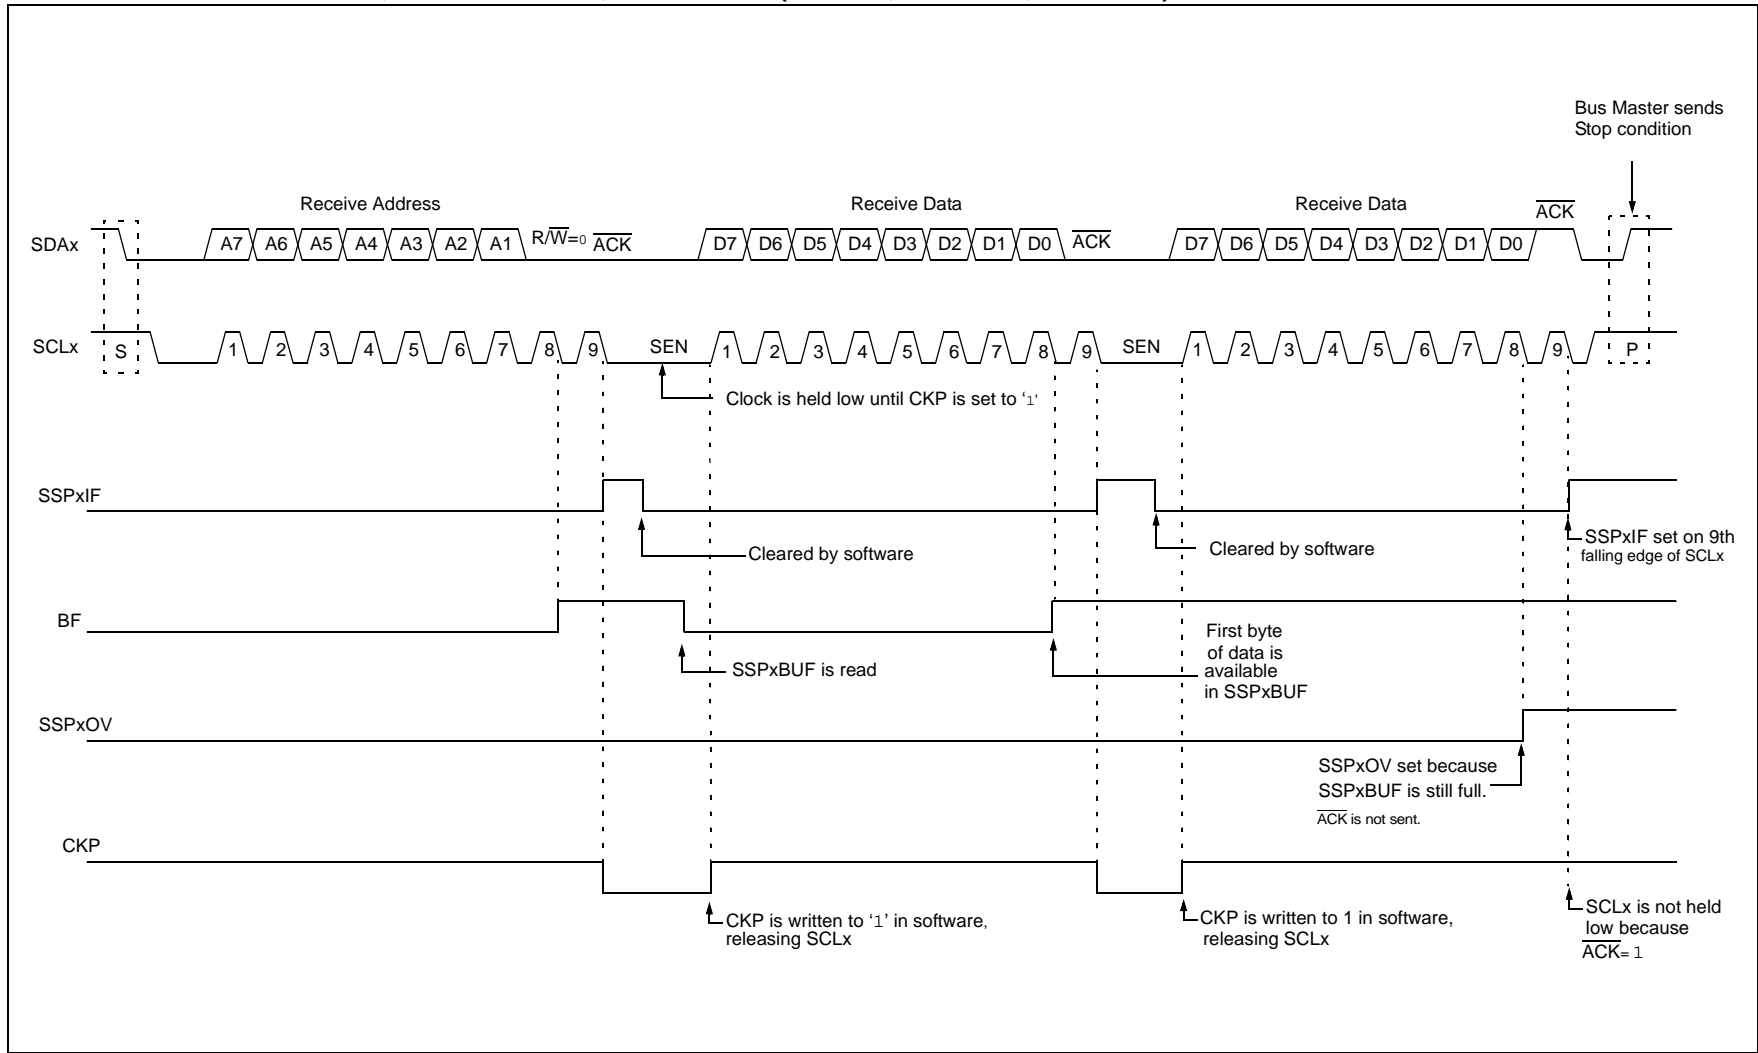 Bus Master sends
Stop condition
Receive Address
Receive Data
Receive Data
ACK
SDAx
A7 A6 A5 A4 A3 A2 A1 R/W=0 ACK
D7 D6 D5 D4 D3 D2 D1 D0 ACK
D7 D6 D5 D4 D3 D2 D1 D0
SCLx
S
1 2 3 4 5 6 7 8 9 SEN
1 2 3 4 5 6 7 8 9 SEN
1 2 3 4 5 6 7 8 9
P
Clock is held low until CKP is set to ‘1’
SSPxIF
Cleared by software
Cleared by software
SSPxIF set on 9th
falling edge of SCLx
BF
SSPxBUF is read
First byte
of data is
available
in SSPxBUF
SSPxOV
SSPxOV set because
SSPxBUF is still full.
ACK is not sent.
CKP
CKP is written to ‘1’ in software,
releasing SCLx
CKP is written to 1 in software,
releasing SCLx
SCLx is not held
low because
ACK= 1